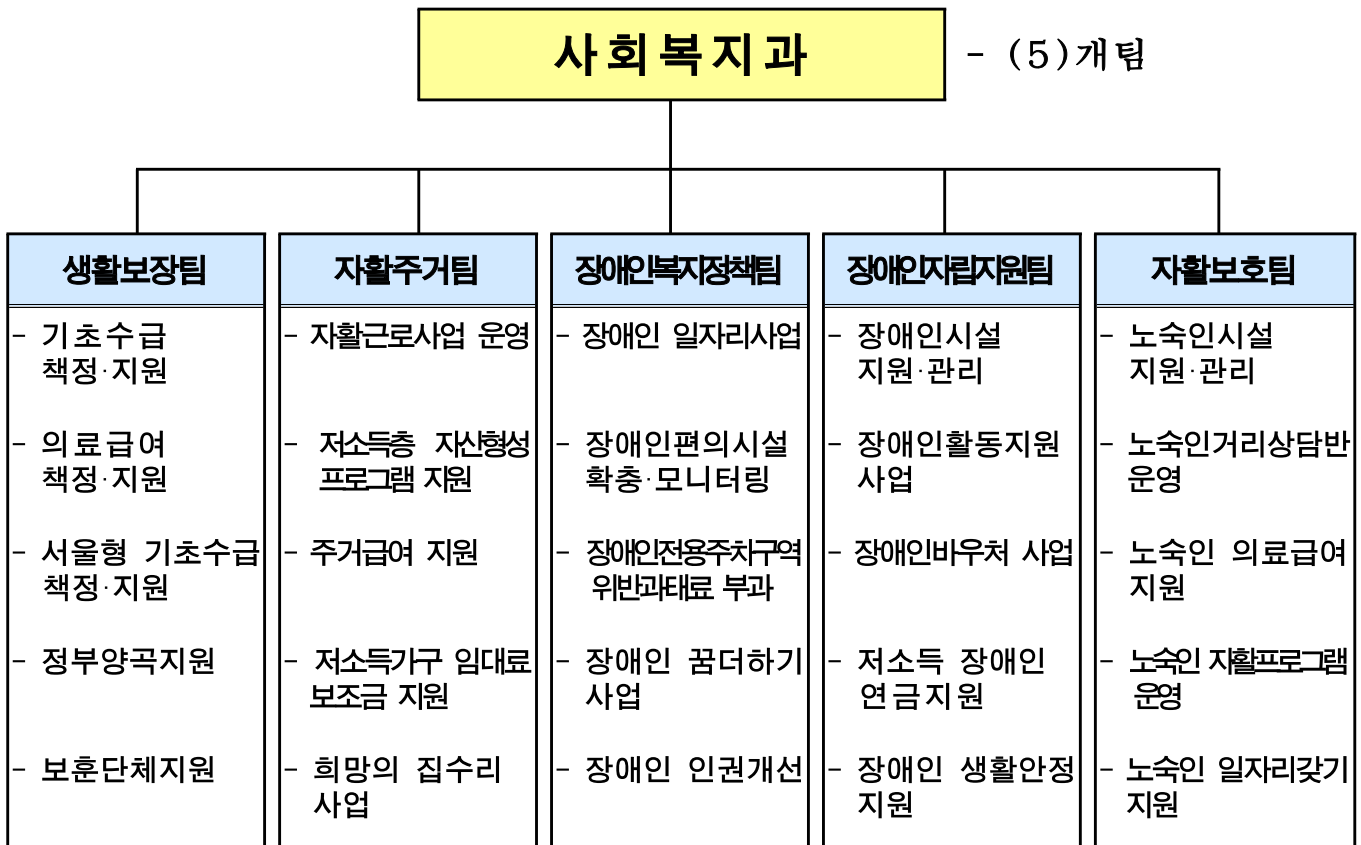 사회복지과
- (5)개팀
생활보장팀
- 기초수급
책정·지원
- 의료급여
책정·지원
- 서울형 기초수급
책정·지원
- 정부양곡지원
- 보훈단체지원
자활주거팀
- 자활근로사업 운영
- 저소득층 자산형성
프로그램 지원
- 주거급여 지원
- 저소득가구 임대료
보조금 지원
- 희망의 집수리
사업
장애인복지정책팀
- 장애인 일자리사업
- 장애인편의시설
확충·모니터링
- 장애인전용주차구역
위반과태료 부과
- 장애인 꿈더하기
사업
- 장애인 인권개선
장애인자립지원팀
- 장애인시설
지원·관리
- 장애인활동지원
사업
- 장애인바우처 사업
- 저소득 장애인
연금지원
- 장애인 생활안정
지원
자활보호팀
- 노숙인시설
지원·관리
- 노숙인거리상담반
운영
- 노숙인 의료급여
지원
- 노숙인 자활프로그램
운영
- 노숙인 일자리갖기
지원